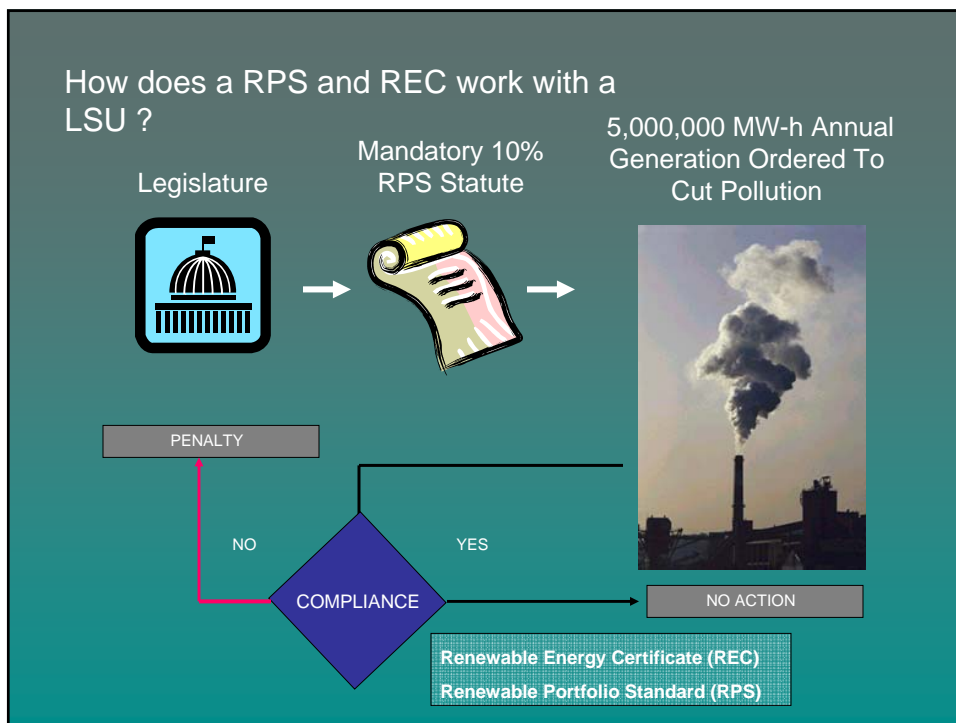 How does a RPS and REC work with a
LSU ?
Legislature
Mandatory 10%
RPS Statute
5,000,000 MW-h Annual
Generation Ordered To
Cut Pollution
PENALTY
NO
YES
COMPLIANCE
NO ACTION
Renewable Energy Certificate (REC)
Renewable Portfolio Standard (RPS)